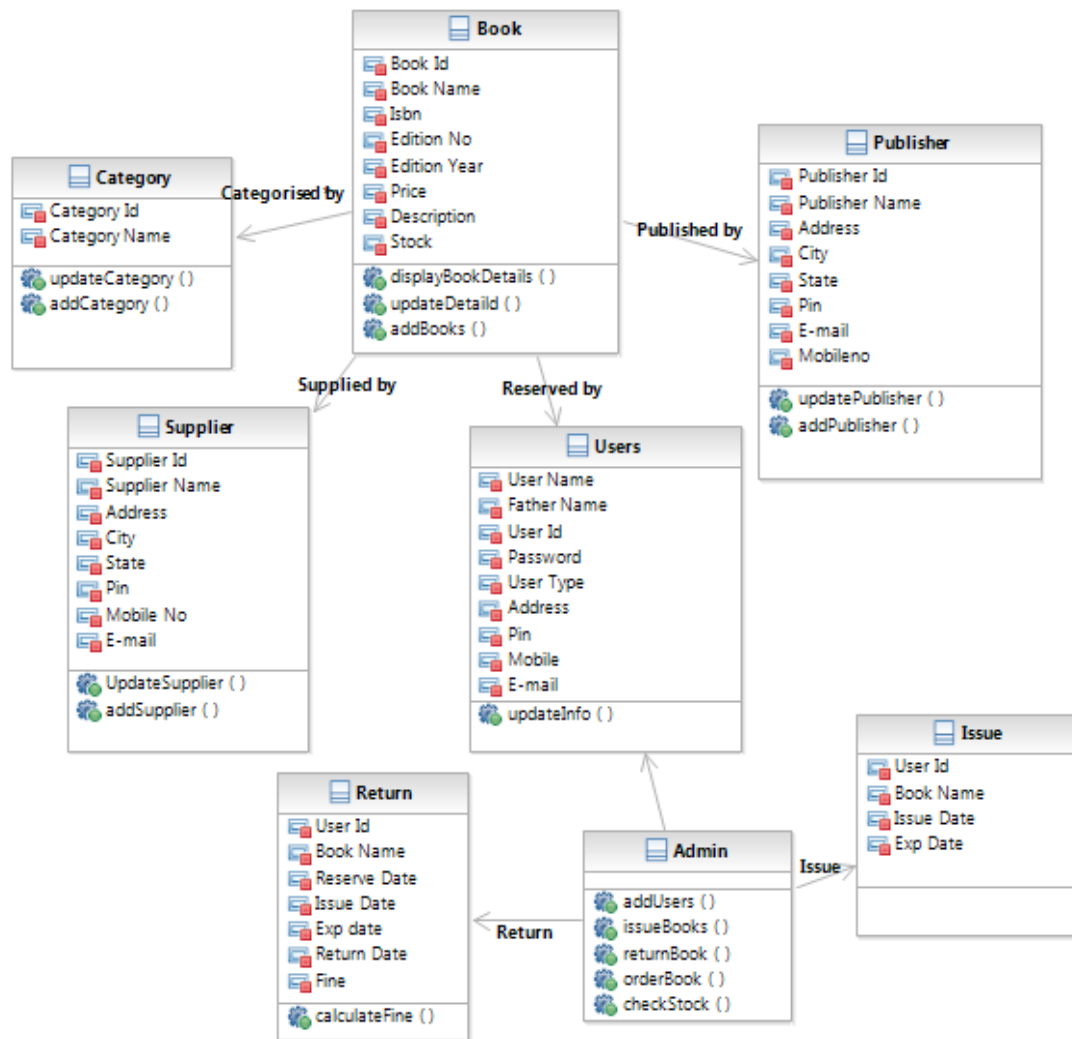 Book
Book Id
Book Name
Isbn
Edition No
Edition Year
Price
Description
Stock
displayBookDetails ( )
updateDetaild ( )
addBooks ( )
Category
Category Id
Category Name
updateCategory ( )
addCategory ( )
Categorised by
Publisher
Publisher Id
Publisher Name
Address
City
State
Pin
E-mail
Mobileno
updatePublisher ( )
addPublisher ( )
Published by
Supplied by
Reserved by
Supplier
Supplier Id
Supplier Name
Address
City
State
Pin
Mobile No
E-mail
UpdateSupplier ( )
addSupplier ( )
Users
User Name
Father Name
User Id
Password
User Type
Address
Pin
Mobile
E-mail
updateInfo ( )
Issue
User Id
Book Name
Issue Date
Exp Date
Return
User Id
Book Name
Reserve Date
Issue Date
Exp date
Return Date
Fine
calculateFine ( )
Admin
addUsers ( )
issueBooks ( )
returnBook ( )
orderBook ( )
checkStock ( )
Issue
Return